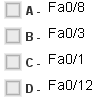 A - Fa0/8
B - Fa0/3
C - Fa0/1
D - Fa0/12